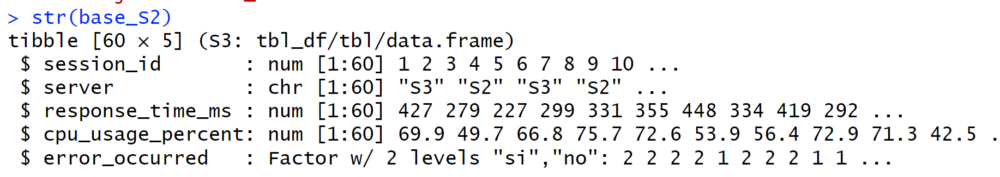 > str(base_S2)
tibble [60 × 5] (S3: tbl_df/tbl/data.frame)
 $ session_id       : num [1:60] 1 2 3 4 5 6 7 8 9 10 ...
 $ server           : chr [1:60] "S3" "S2" "S3" "S2" ...
 $ response_time_ms : num [1:60] 427 279 227 299 331 355 448 334 419 292 ...
 $ cpu_usage_percent: num [1:60] 69.9 49.7 66.8 75.7 72.6 53.9 56.4 72.9 71.3 42.5 .
 $ error_occurred   : Factor w/ 2 levels "si","no": 2 2 2 2 1 2 2 2 1 1 ...